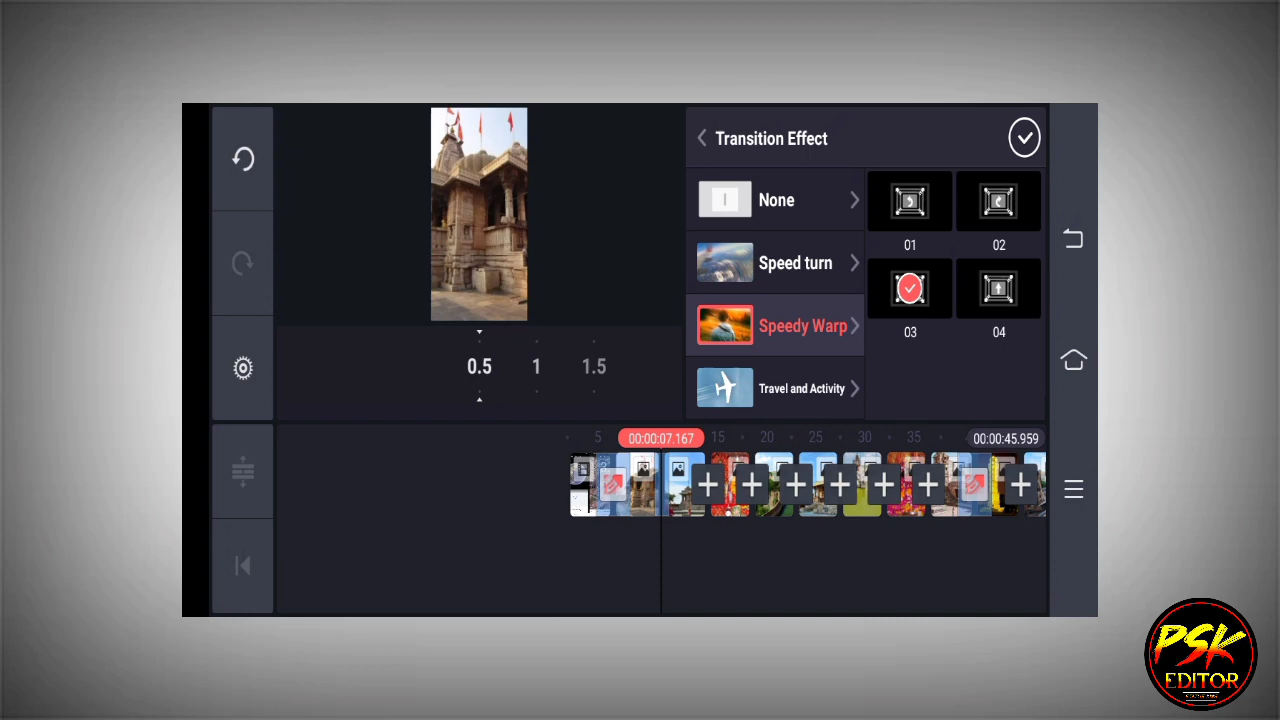 Transition Effect
None
Speed turn
Speedy Warp
Travel and Activity
01
02
03
04
0.5
1
1.5
5
00:00:07.167
15
20
25
30
35
00:00:45.959
PSK
EDITOR